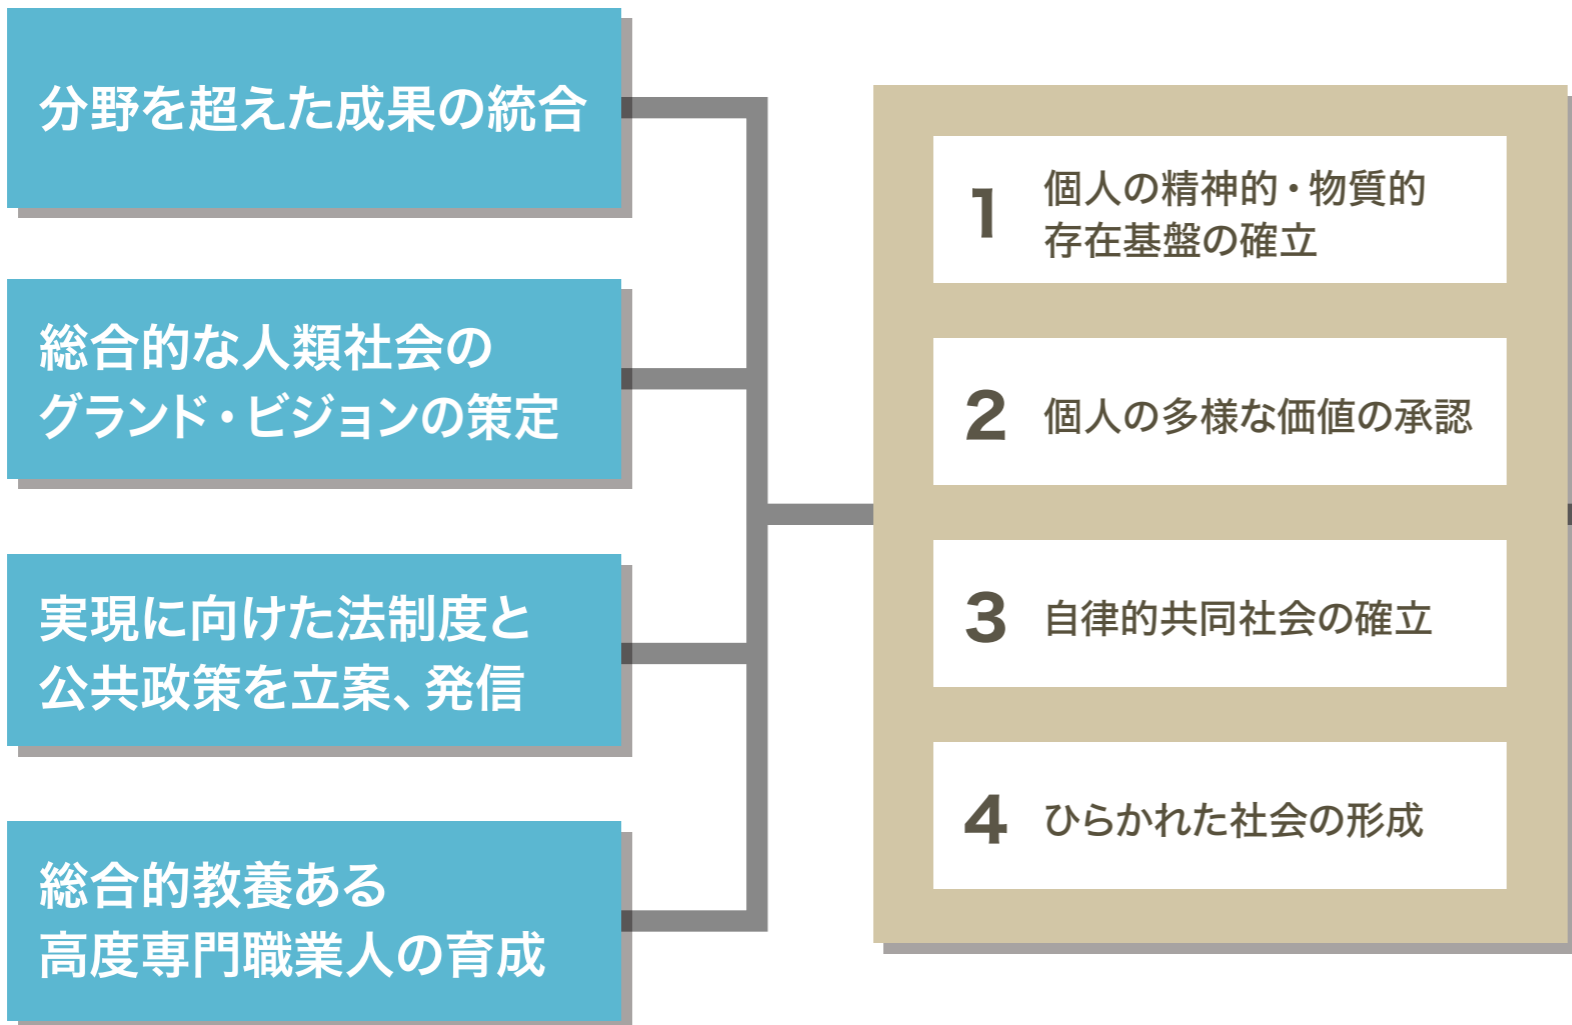 分野を超えた成果の統合
総合的な人類社会の
グランド・ビジョンの策定
実現に向けた法制度と
公共政策を立案、発信
総合的教養ある
高度専門職業人の育成
1 個人の精神的・物質的
存在基盤の確立
2 個人の多様な価値の承認
3 自律的共同社会の確立
4 ひらかれた社会の形成